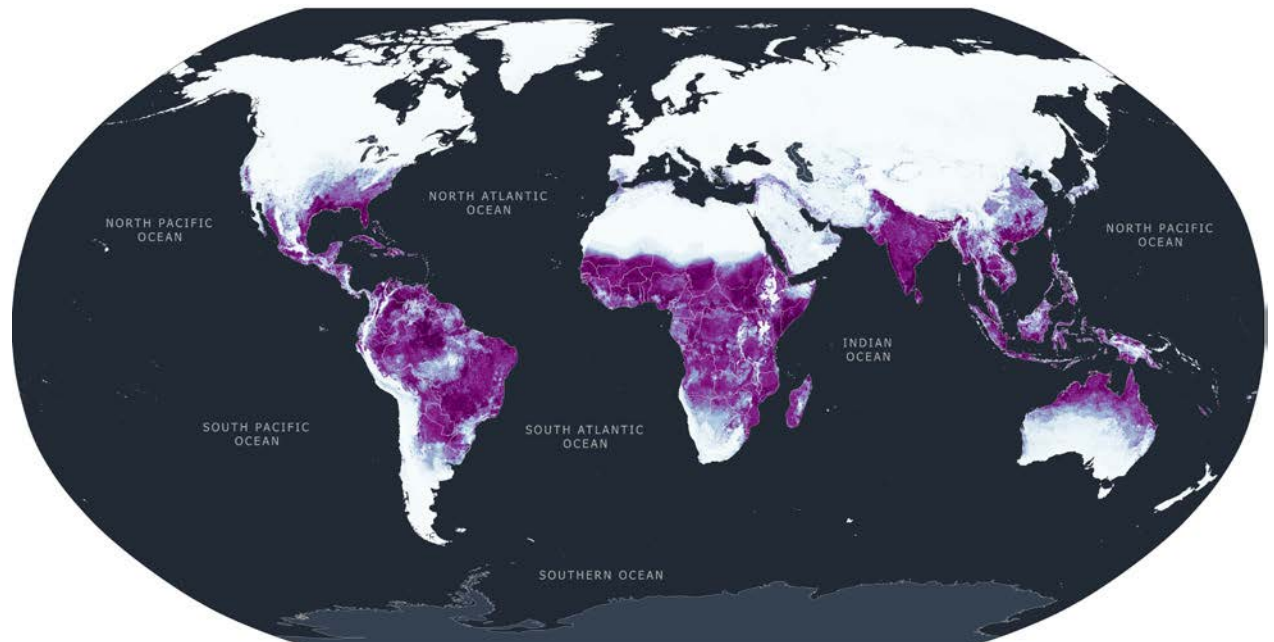 NORTH ATLANTIC
OCEAN
NORTH PACIFIC
OCEAN
NORTH PACIFIC
OCEAN
INDIAN
OCEAN
SOUTH PACIFIC
OCEAN
SOUTH ATLANTIC
OCEAN
SOUTHERN OCEAN